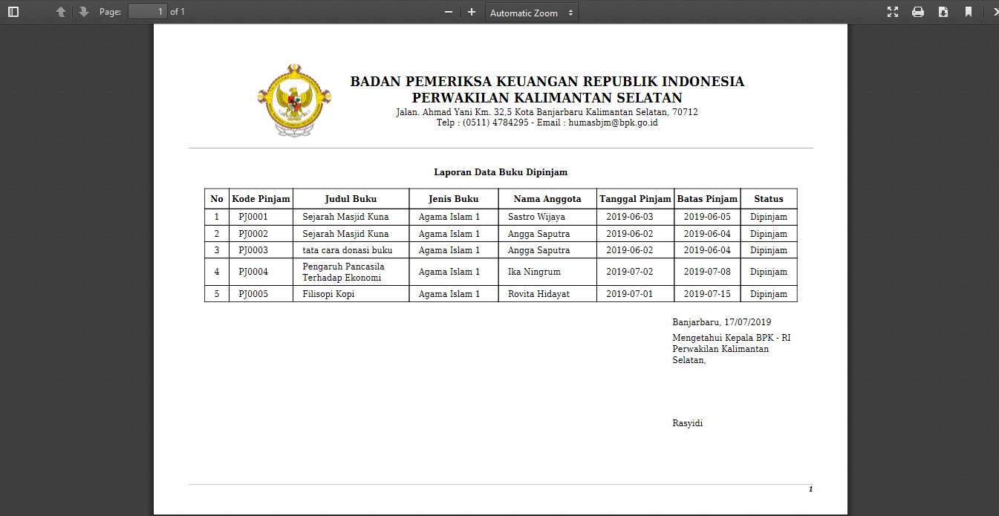 Page: 1 of 1 Automatic Zoom
BADAN PEMERIKSA KEUANGAN REPUBLIK INDONESIA
PERWAKILAN KALIMANTAN SELATAN
Jalan. Ahmad Yani Km. 32,5 Kota Banjarbaru Kalimantan Selatan, 70712
Telp : (0511) 4784295 - Email : humasbjm@bpk.go.id
Laporan Data Buku Dipinjam
No Kode Pinjam Judul Buku Jenis Buku Nama Anggota Tanggal Pinjam Batas Pinjam Status
1 PJ0001 Sejarah Masjid Kuna Agama Islam 1 Sastro Wijaya 2019-06-03 2019-06-05 Dipinjam
2 PJ0002 Sejarah Masjid Kuna Agama Islam 1 Angga Saputra 2019-06-02 2019-06-04 Dipinjam
3 PJ0003 tata cara donasi buku Agama Islam 1 Angga Saputra 2019-06-02 2019-06-04 Dipinjam
4 PJ0004 Pengaruh Pancasila
Terhadap Ekonomi Agama Islam 1 Ika Ningrum 2019-07-02 2019-07-08 Dipinjam
5 PJ0005 Filisopi Kopi Agama Islam 1 Rovita Hidayat 2019-07-01 2019-07-15 Dipinjam
Banjarbaru, 17/07/2019
Mengetahui Kepala BPK - RI
Perwakilan Kalimantan
Selatan,
Rasyidi
1